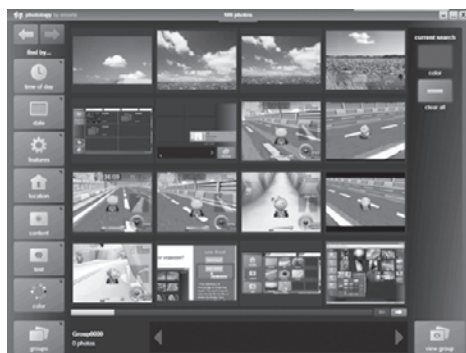 photology
189 photos
find by...
current search
time of day
color
date
clear all
features
location
content
text
color
groups
Group0000
0 photos
view group